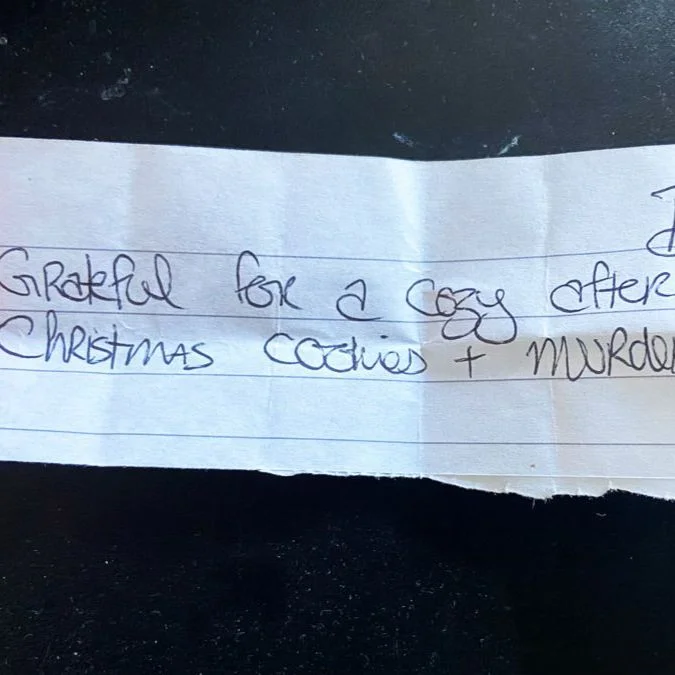 Grateful for a cozy after
Christmas cookies + murder